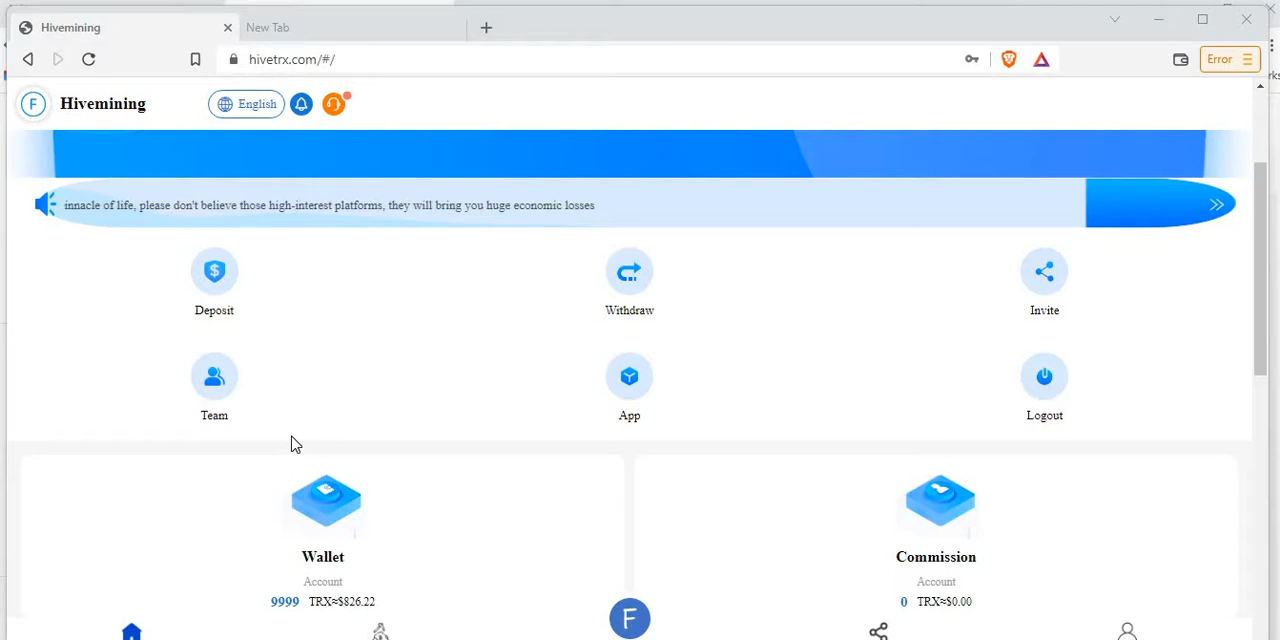 Hivemining
New Tab
hivetrx.com/#/
Error
F
Hivemining
English
innacle of life, please don't believe those high-interest platforms, they will bring you huge economic losses
Deposit
Withdraw
Invite
Team
App
Logout
Wallet
Commission
Account
Account
9999 TRX≈$826.22
0 TRX≈$0.00
F